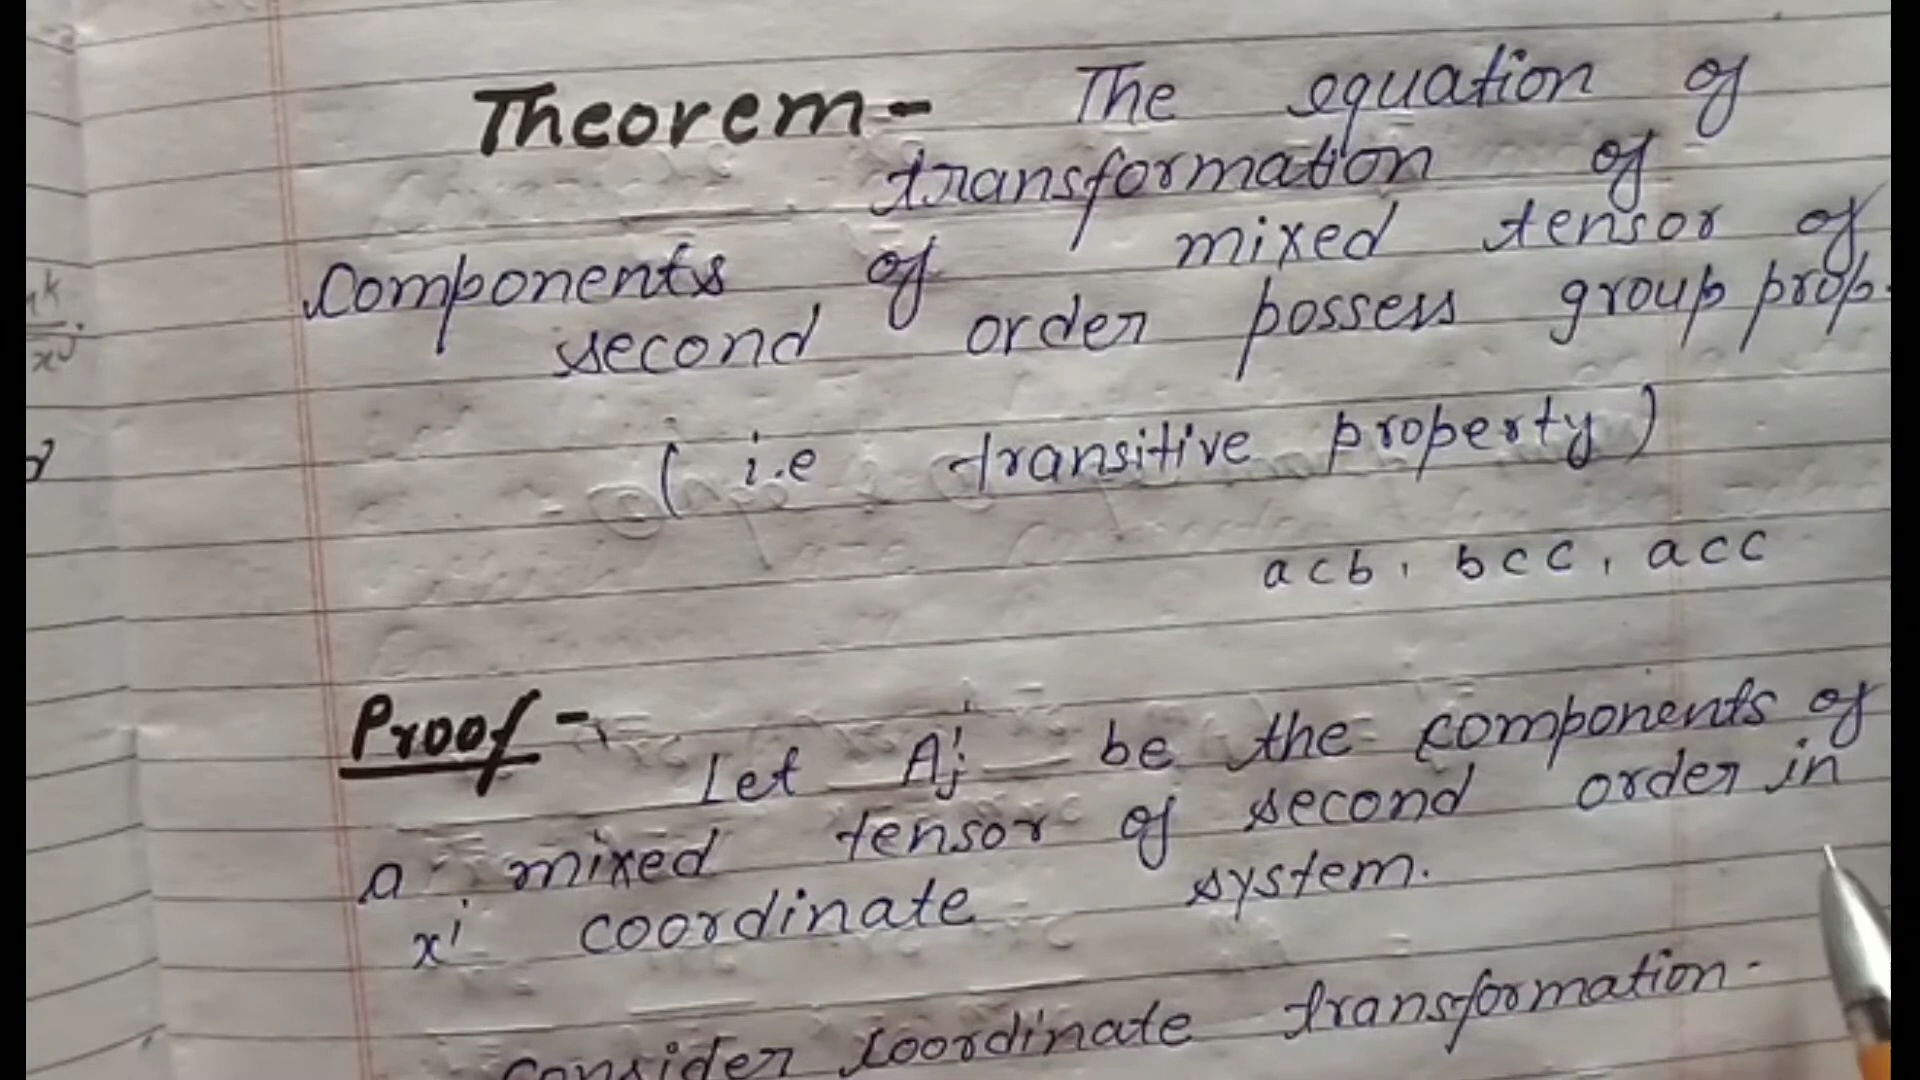 Theorem - The equation of
transformation of
components of mixed tensor of
second order possess group prop.
( i.e transitive property )
acb, bcc, acc
Proof -
Let A^i_j be the components of
a mixed tensor of second order in
x^i coordinate system.
Consider coordinate transformation.